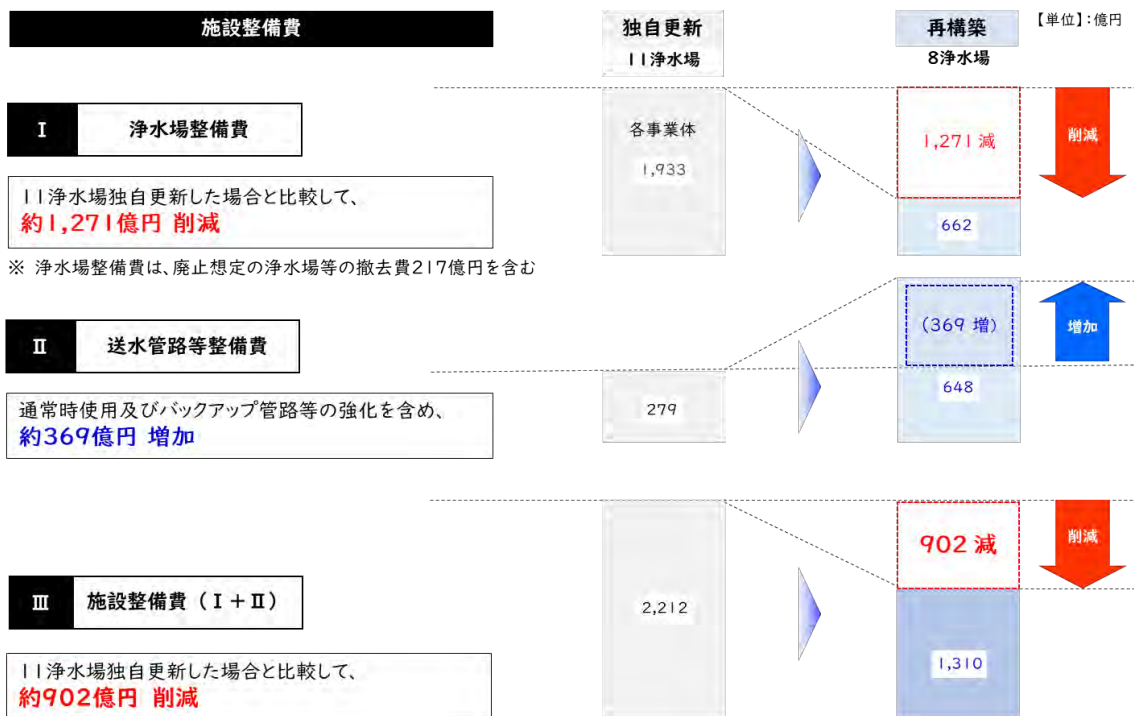 施設整備費
独自更新
11浄水場
再構築
8浄水場
【単位】:億円
Ⅰ
浄水場整備費
11浄水場独自更新した場合と比較して、
約1,271億円 削減
※ 浄水場整備費は、廃止想定の浄水場等の撤去費217億円を含む
各事業体
1,933
1,271 減
662
削減
Ⅱ
送水管路等整備費
通常時使用及びバックアップ管路等の強化を含め、
約369億円 増加
279
(369 増)
648
増加
Ⅲ
施設整備費(Ⅰ+Ⅱ)
11浄水場独自更新した場合と比較して、
約902億円 削減
2,212
902 減
1,310
削減